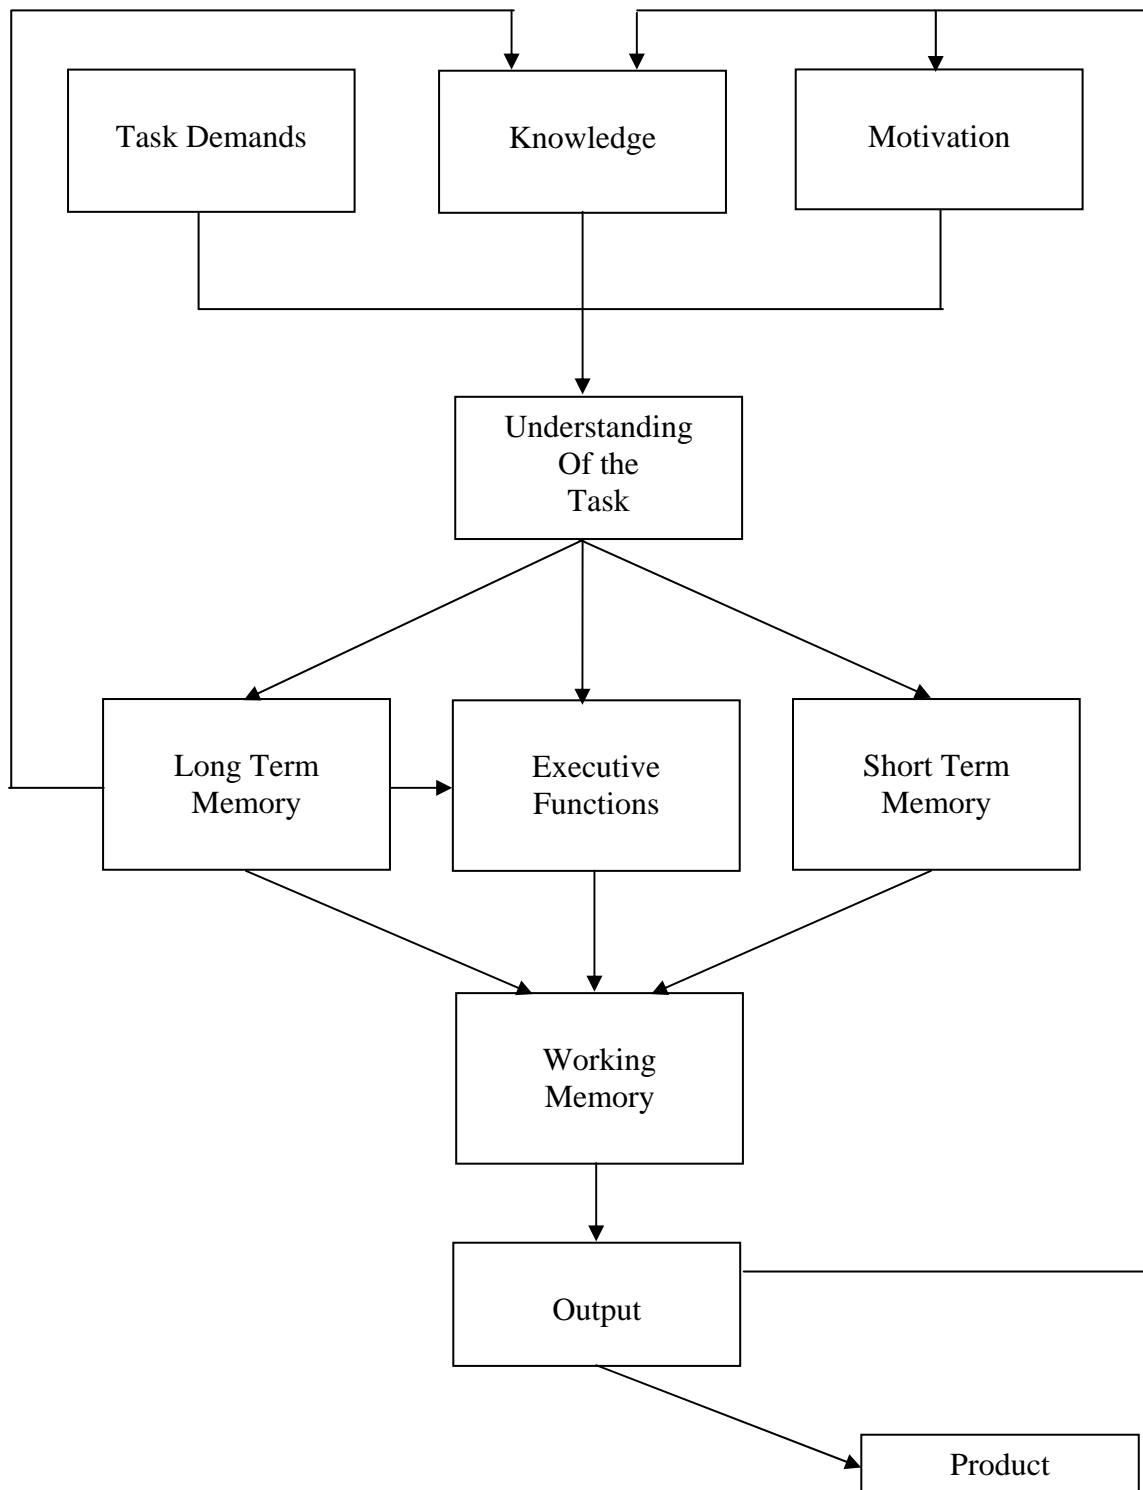 Task Demands
Knowledge
Motivation
Understanding
Of the
Task
Long Term
Memory
Executive
Functions
Short Term
Memory
Working
Memory
Output
Product